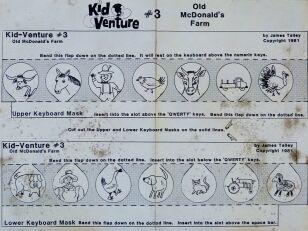 Kid Venture #3
Old
McDonald's
Farm
Kid-Venture #3
Old McDonald's Farm
by James Talley
Copyright 1981
Bend this flap down on the dotted line. It will rest on the keyboard above the numeric keys.
Upper Keyboard Mask Insert into the slot above the 'QWERTY' keys. Bend this flap down on the dotted line.
Cut out the Upper and Lower Keyboard Masks on the solid lines.
Kid-Venture #3
Old McDonald's Farm
by James Talley
Copyright 1981
Bend this flap down on the dotted line. Insert into the slot below the 'QWERTY' keys.
Lower Keyboard Mask Bend this flap down on the dotted line. Insert into the slot above the space bar.